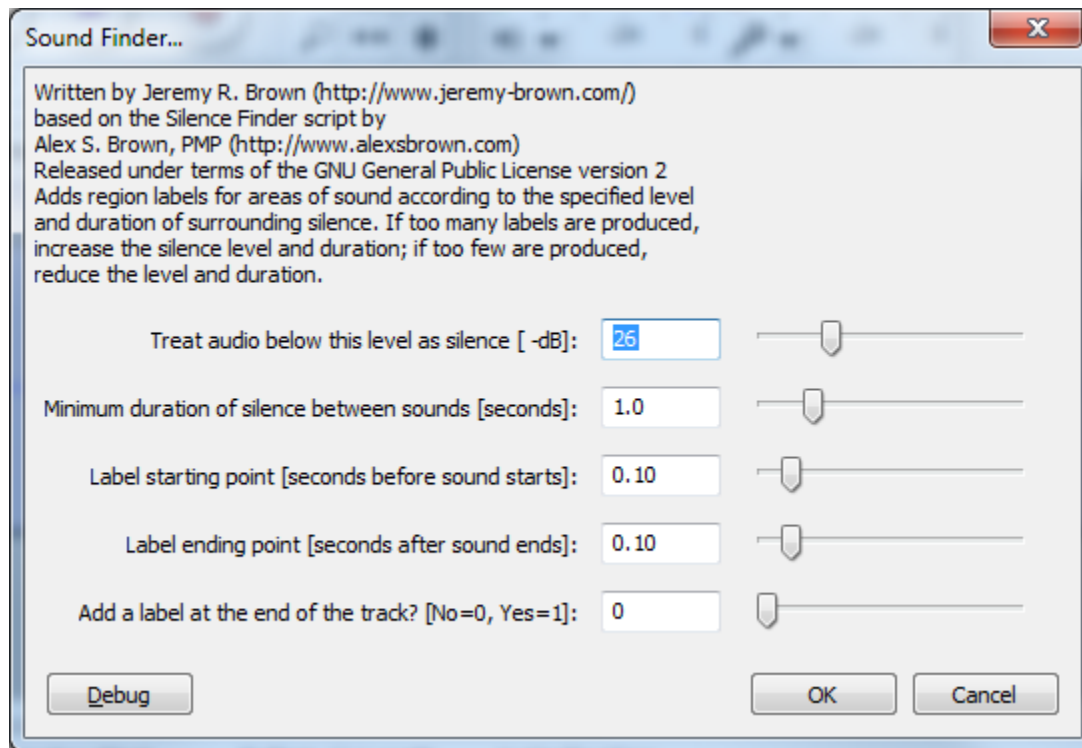 Sound Finder...
Written by Jeremy R. Brown (http://www.jeremy-brown.com/)
based on the Silence Finder script by
Alex S. Brown, PMP (http://www.alexsbrown.com)
Released under terms of the GNU General Public License version 2
Adds region labels for areas of sound according to the specified level
and duration of surrounding silence. If too many labels are produced,
increase the silence level and duration; if too few are produced,
reduce the level and duration.
Treat audio below this level as silence [ -dB]: 26
Minimum duration of silence between sounds [seconds]: 1.0
Label starting point [seconds before sound starts]: 0.10
Label ending point [seconds after sound ends]: 0.10
Add a label at the end of the track? [No=0, Yes=1]: 0
Debug OK Cancel